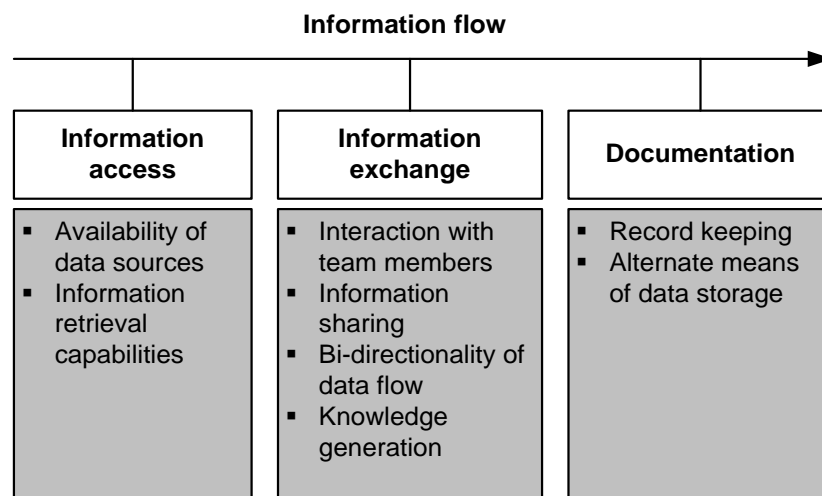 Information flow
Information
access
Information
exchange
Documentation
▪ Availability of
data sources
▪ Information
retrieval
capabilities
▪ Interaction with
team members
▪ Information
sharing
▪ Bi-directionality of
data flow
▪ Knowledge
generation
▪ Record keeping
▪ Alternate means
of data storage